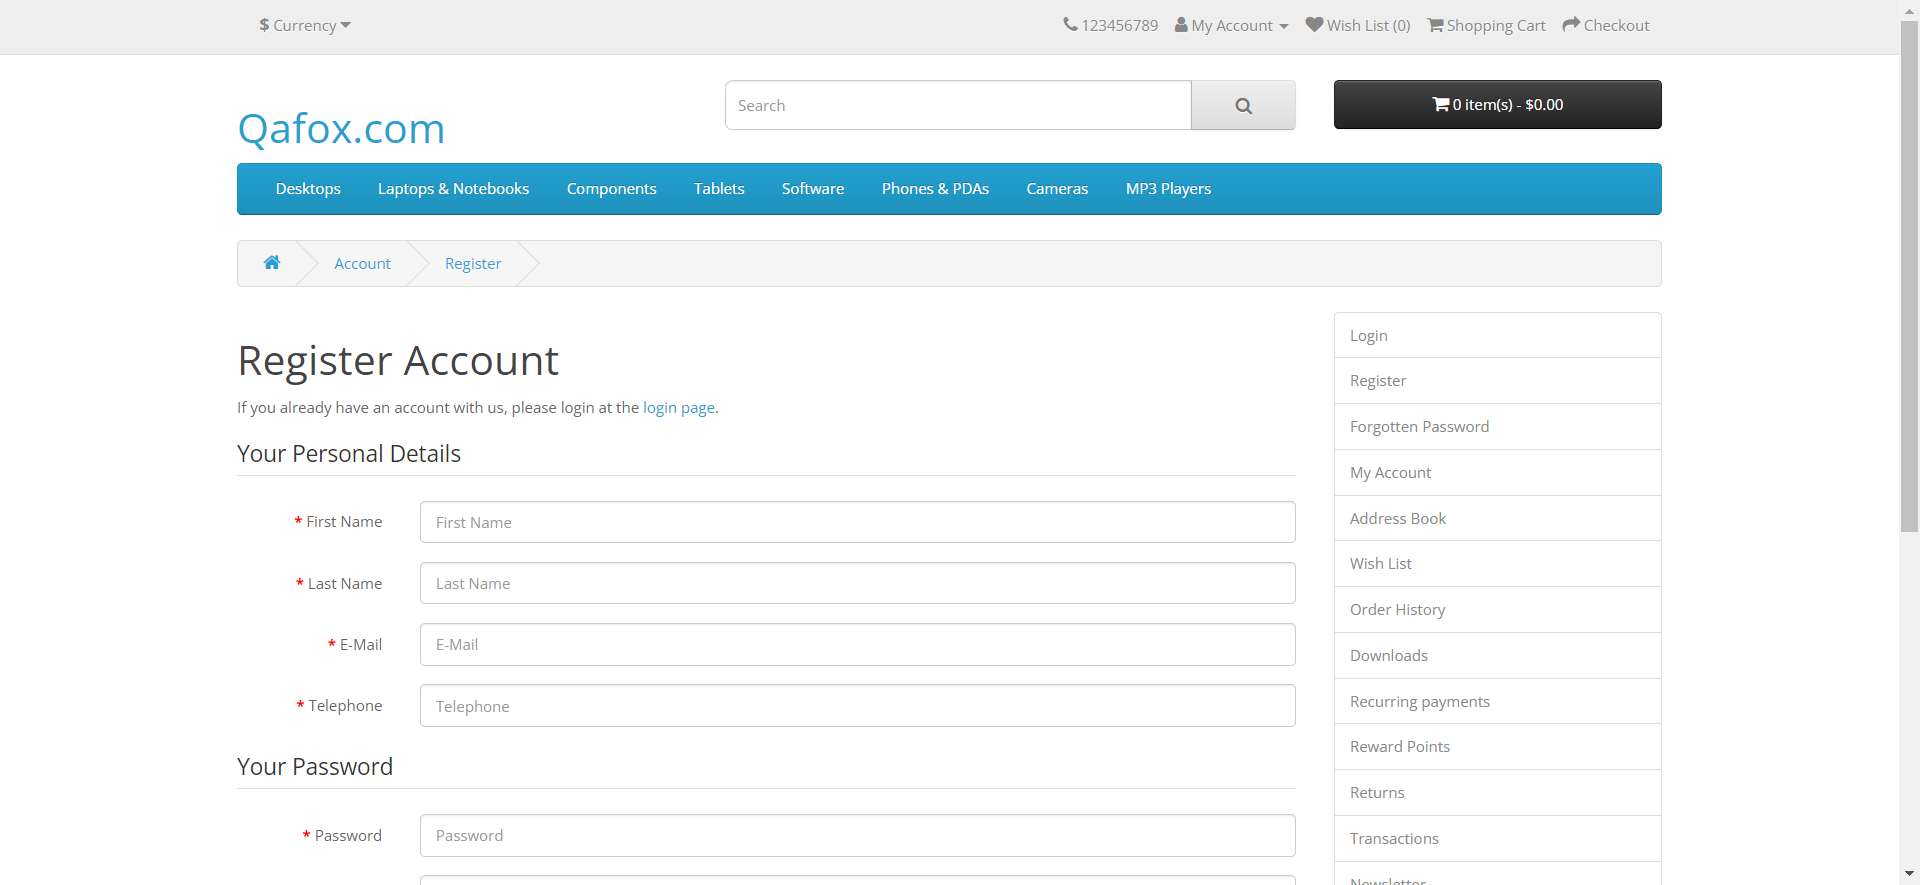 $ Currency
123456789 My Account Wish List (0) Shopping Cart Checkout
Qafox.com
Search
0 item(s) - $0.00
Desktops Laptops & Notebooks Components Tablets Software Phones & PDAs Cameras MP3 Players
Account Register
Register Account
If you already have an account with us, please login at the login page.
Your Personal Details
* First Name First Name
* Last Name Last Name
* E-Mail E-Mail
* Telephone Telephone
Your Password
* Password Password
Login
Register
Forgotten Password
My Account
Address Book
Wish List
Order History
Downloads
Recurring payments
Reward Points
Returns
Transactions
Newsletter